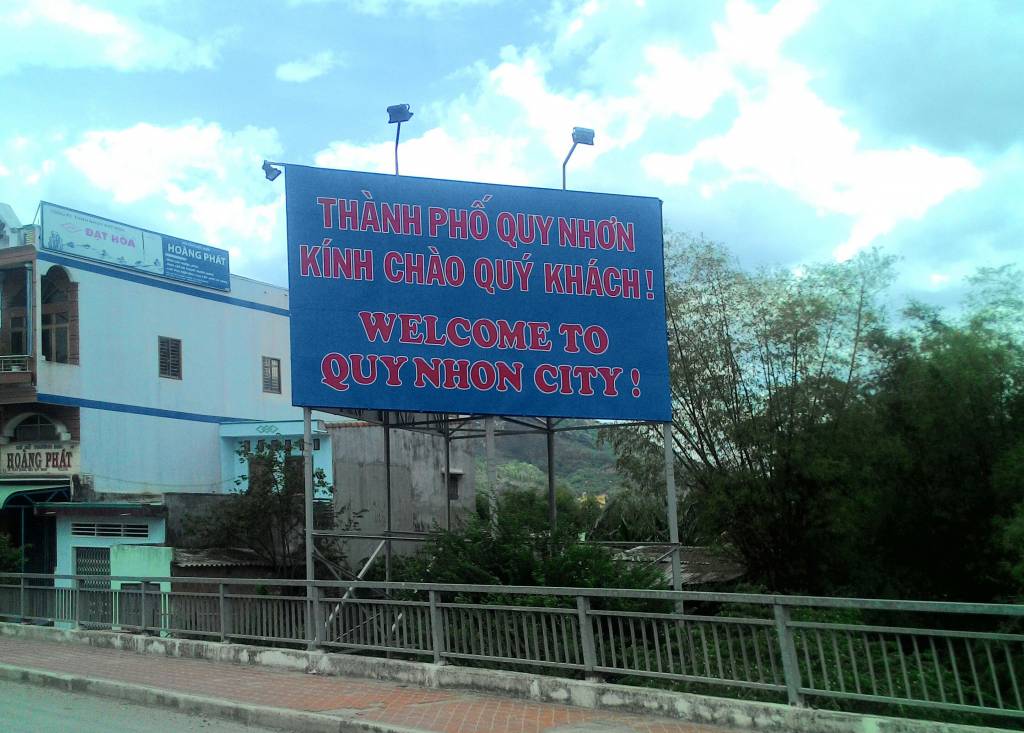 THÀNH PHỐ QUY NHƠN
KÍNH CHÀO QUÝ KHÁCH !
WELCOME TO
QUY NHON CITY !
ĐẠT HÒA
HOÀNG PHÁT
HOÀNG PHÁT